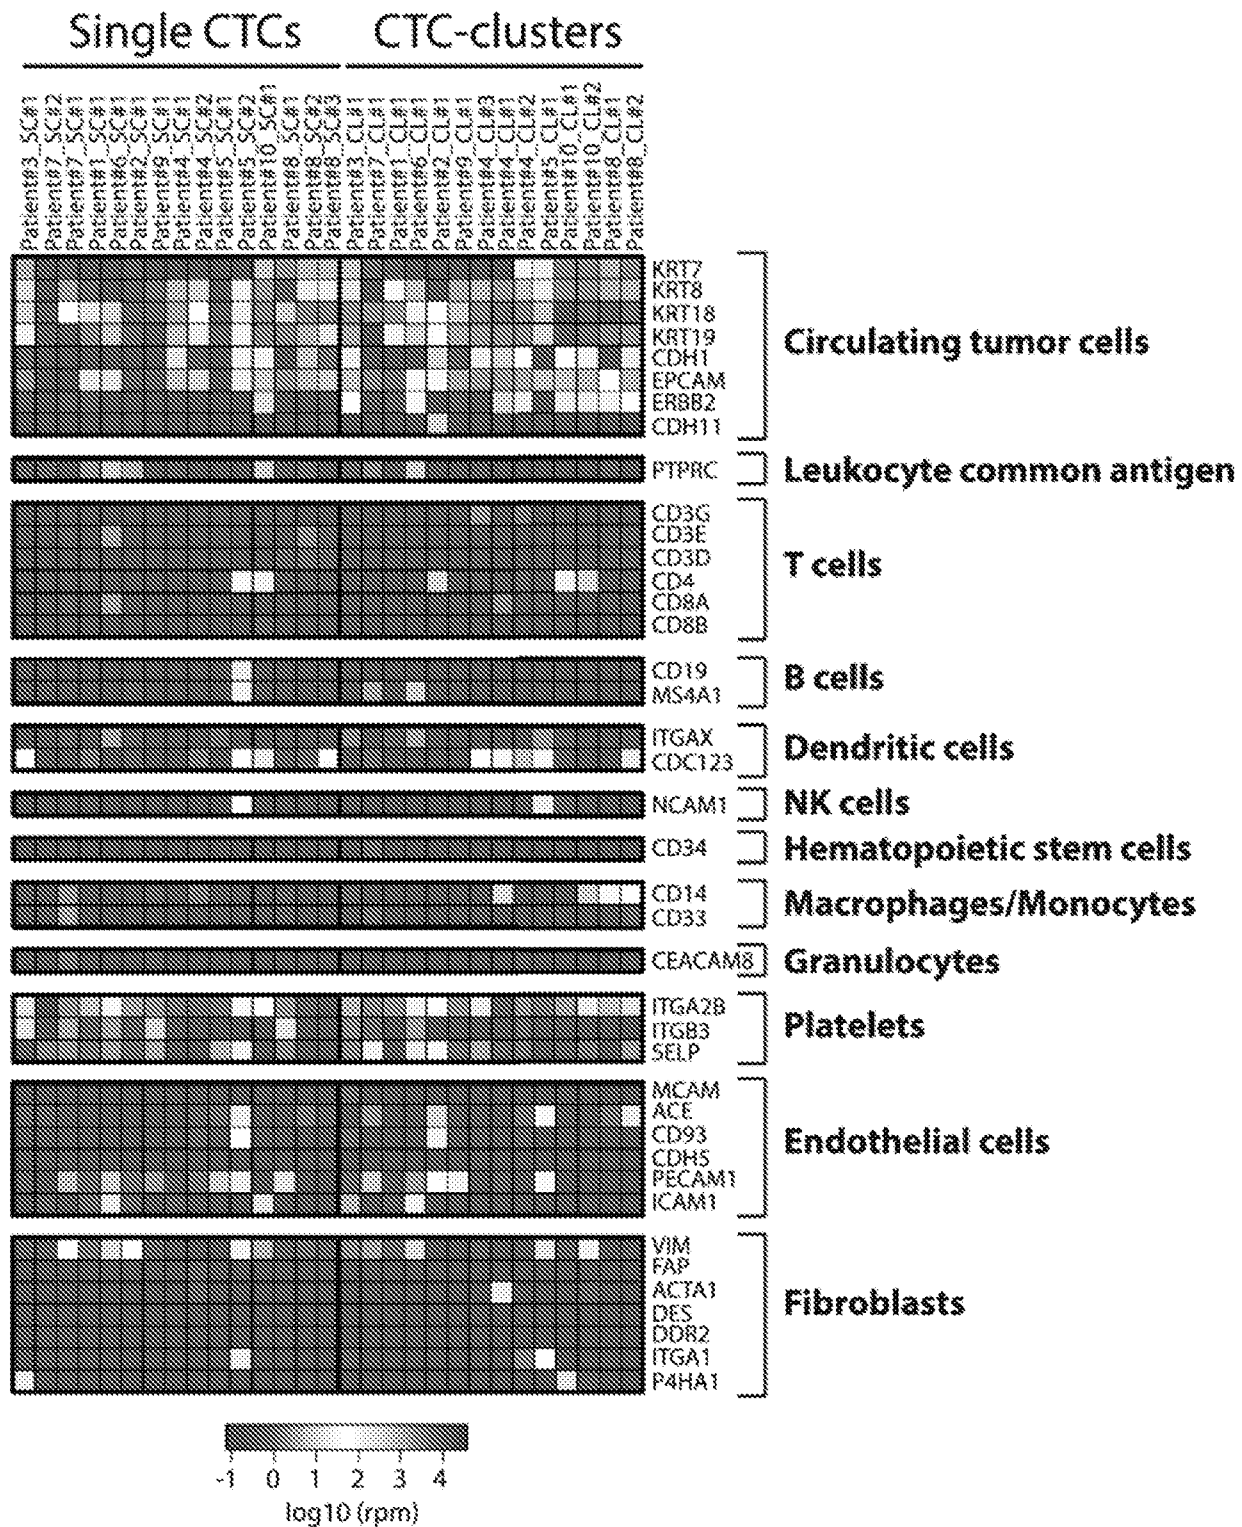 Single CTCs CTC-clusters
Patient#3_SC#1
Patient#7_SC#2
Patient#7_SC#1
Patient#1_SC#1
Patient#6_SC#1
Patient#2_SC#1
Patient#9_SC#1
Patient#4_SC#1
Patient#4_SC#2
Patient#5_SC#1
Patient#5_SC#2
Patient#10_SC#1
Patient#8_SC#1
Patient#8_SC#2
Patient#8_SC#3
Patient#3_CL#1
Patient#7_CL#1
Patient#1_CL#1
Patient#6_CL#1
Patient#2_CL#1
Patient#9_CL#1
Patient#4_CL#3
Patient#4_CL#1
Patient#4_CL#2
Patient#5_CL#1
Patient#10_CL#1
Patient#10_CL#2
Patient#8_CL#1
Patient#8_CL#2
KRT7
KRT8
KRT18
KRT19
CDH1
EPCAM
ERBB2
CDH11
Circulating tumor cells
PTPRC
Leukocyte common antigen
CD3G
CD3E
CD3D
CD4
CD8A
CD8B
T cells
CD19
MS4A1
B cells
ITGAX
CDC123
Dendritic cells
NCAM1
NK cells
CD34
Hematopoietic stem cells
CD14
CD33
Macrophages/Monocytes
CEACAM8
Granulocytes
ITGA2B
ITGB3
SELP
Platelets
MCAM
ACE
CD93
CDH5
PECAM1
ICAM1
Endothelial cells
VIM
FAP
ACTA1
DES
DDR2
ITGA1
P4HA1
Fibroblasts
-1 0 1 2 3 4
log10 (rpm)